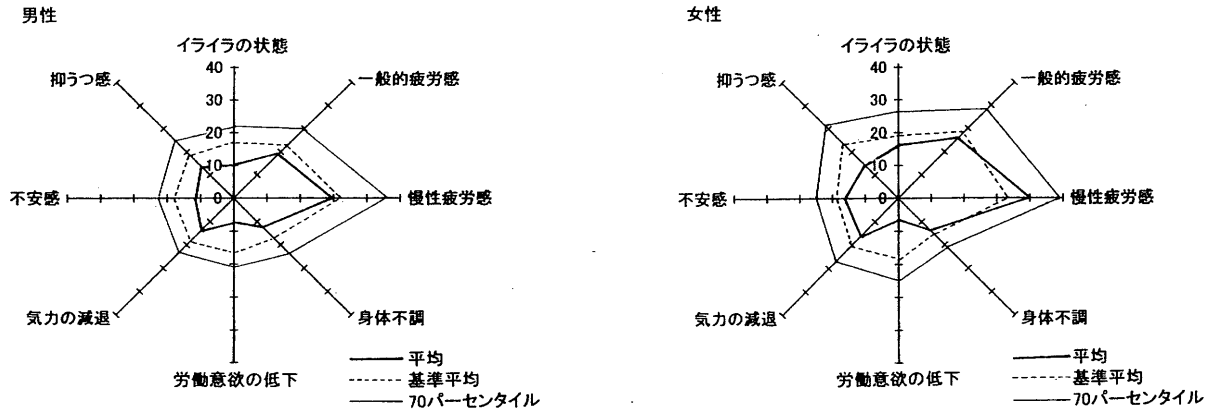 男性
イライラの状態
抑うつ感
一般的疲労感
40
30
20
10
0
不安感
慢性疲労感
気力の減退
身体不調
労働意欲の低下
平均
基準平均
70パーセンタイル
女性
イライラの状態
抑うつ感
一般的疲労感
40
30
20
10
0
不安感
慢性疲労感
気力の減退
身体不調
労働意欲の低下
平均
基準平均
70パーセンタイル